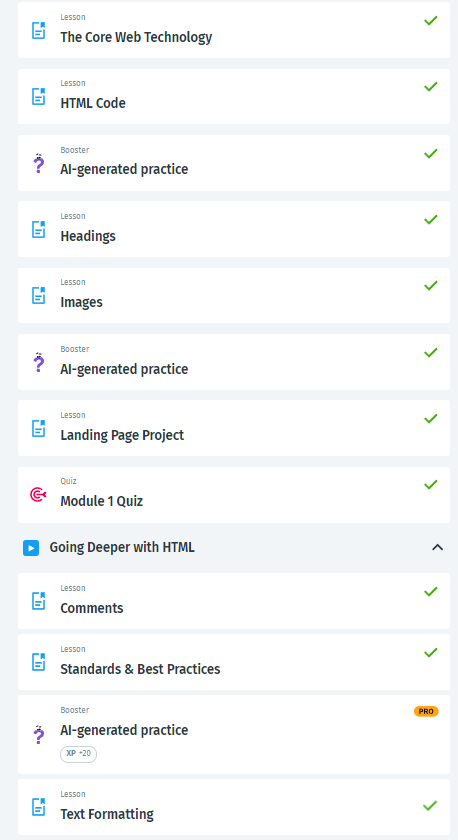 Lesson
The Core Web Technology
Lesson
HTML Code
Booster
AI-generated practice
Lesson
Headings
Lesson
Images
Booster
AI-generated practice
Lesson
Landing Page Project
Quiz
Module 1 Quiz
Going Deeper with HTML
Lesson
Comments
Lesson
Standards & Best Practices
Booster
PRO
AI-generated practice
XP +20
Lesson
Text Formatting